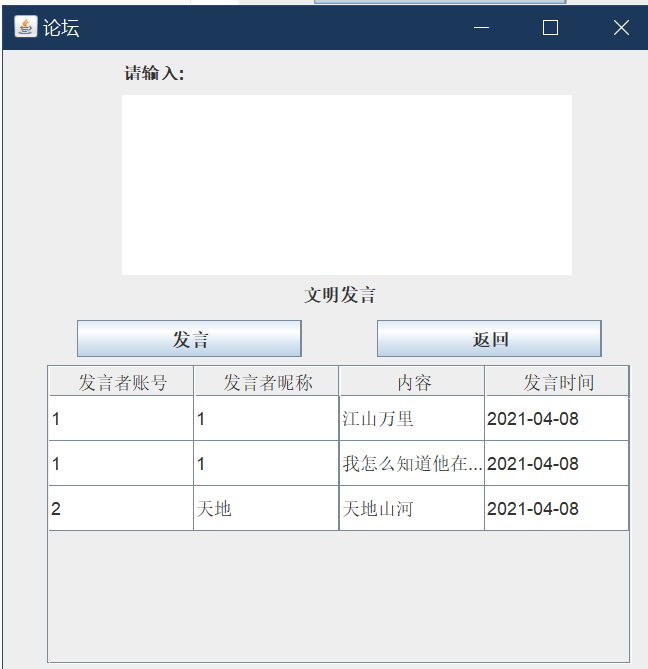 论坛
请输入:
文明发言
发言 返回
发言者账号 发言者昵称 内容 发言时间
1 1 江山万里 2021-04-08
1 1 我怎么知道他在... 2021-04-08
2 天地 天地山河 2021-04-08